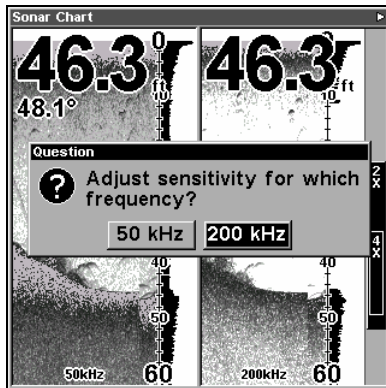 Sonar Chart
46.3 ft
48.1°
46.3 ft
0
10
0
10
Question
? Adjust sensitivity for which
frequency?
50 kHz 200 kHz
2X
4X
40
50
60
40
50
60
50kHz
200kHz